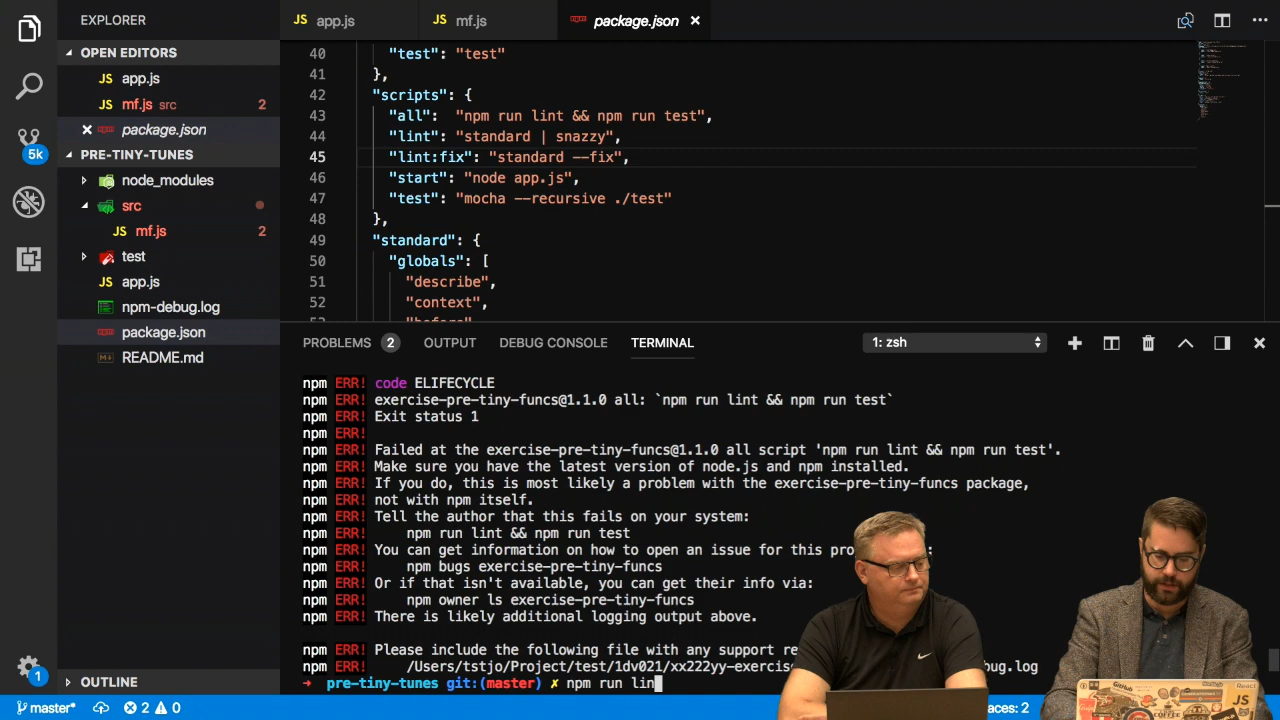 EXPLORER
OPEN EDITORS
JS app.js
JS mf.js src 2
package.json
5k
PRE-TINY-TUNES
node_modules
src
JS mf.js 2
test
JS app.js
npm-debug.log
package.json
README.md
OUTLINE
1
JS app.js
JS mf.js
package.json
40 "test": "test"
41 },
42 "scripts": {
43 "all": "npm run lint && npm run test",
44 "lint": "standard | snazzy",
45 "lint:fix": "standard --fix",
46 "start": "node app.js",
47 "test": "mocha --recursive ./test"
48 },
49 "standard": {
50 "globals": [
51 "describe",
52 "context",
PROBLEMS 2 OUTPUT DEBUG CONSOLE TERMINAL 1: zsh
npm ERR! code ELIFECYCLE
npm ERR! exercise-pre-tiny-funcs@1.1.0 all: `npm run lint && npm run test`
npm ERR! Exit status 1
npm ERR!
npm ERR! Failed at the exercise-pre-tiny-funcs@1.1.0 all script 'npm run lint && npm run test'.
npm ERR! Make sure you have the latest version of node.js and npm installed.
npm ERR! If you do, this is most likely a problem with the exercise-pre-tiny-funcs package,
npm ERR! not with npm itself.
npm ERR! Tell the author that this fails on your system:
npm ERR! npm run lint && npm run test
npm ERR! You can get information on how to open an issue for this pro
npm ERR! npm bugs exercise-pre-tiny-funcs
npm ERR! Or if that isn't available, you can get their info via:
npm ERR! npm owner ls exercise-pre-tiny-funcs
npm ERR! There is likely additional logging output above.
npm ERR! Please include the following file with any support re
npm ERR! /Users/tstjo/Project/test/1dv021/xx222yy-exercis bug.log
➜ pre-tiny-tunes git:(master) ✗ npm run lin
master* 2 0 aces: 2
GitHub
JS
React